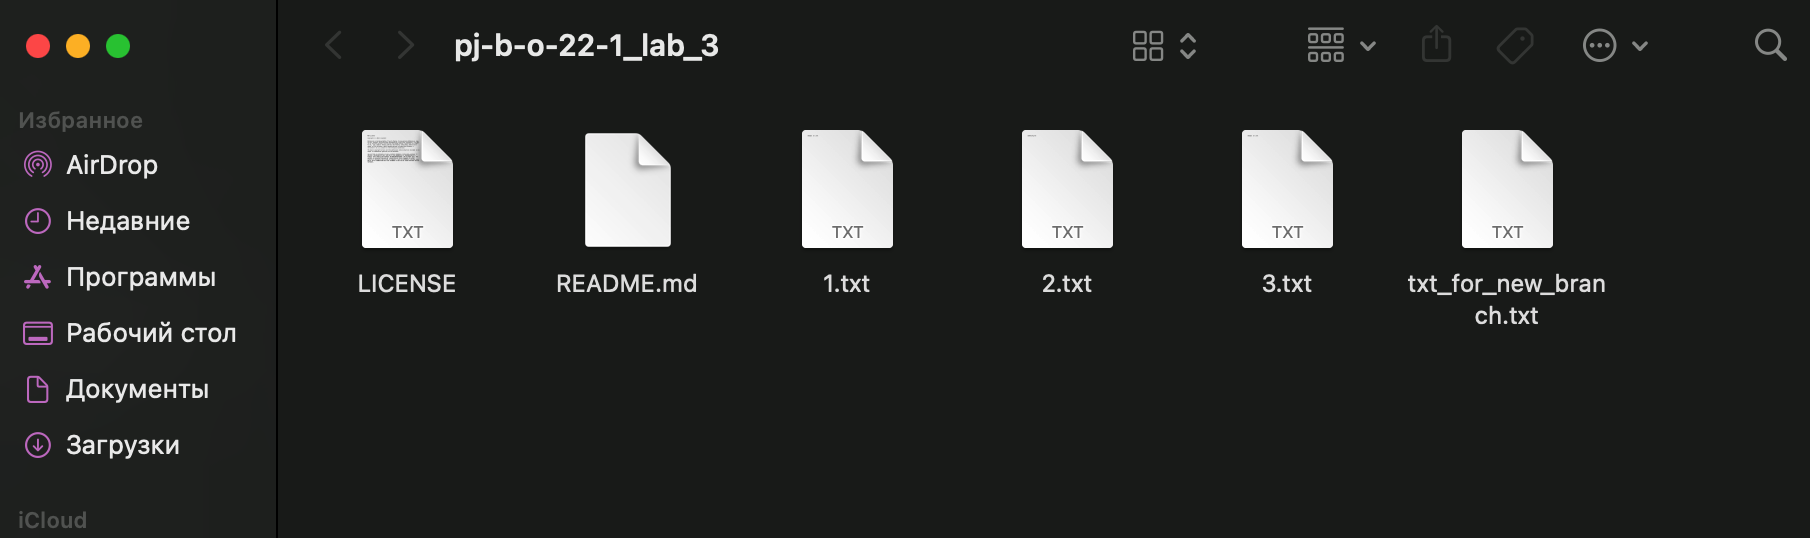 pj-b-o-22-1_lab_3
Избранное
AirDrop
Недавние
Программы
Рабочий стол
Документы
Загрузки
iCloud
TXT
TXT
TXT
TXT
TXT
LICENSE
README.md
1.txt
2.txt
3.txt
txt_for_new_bran
ch.txt